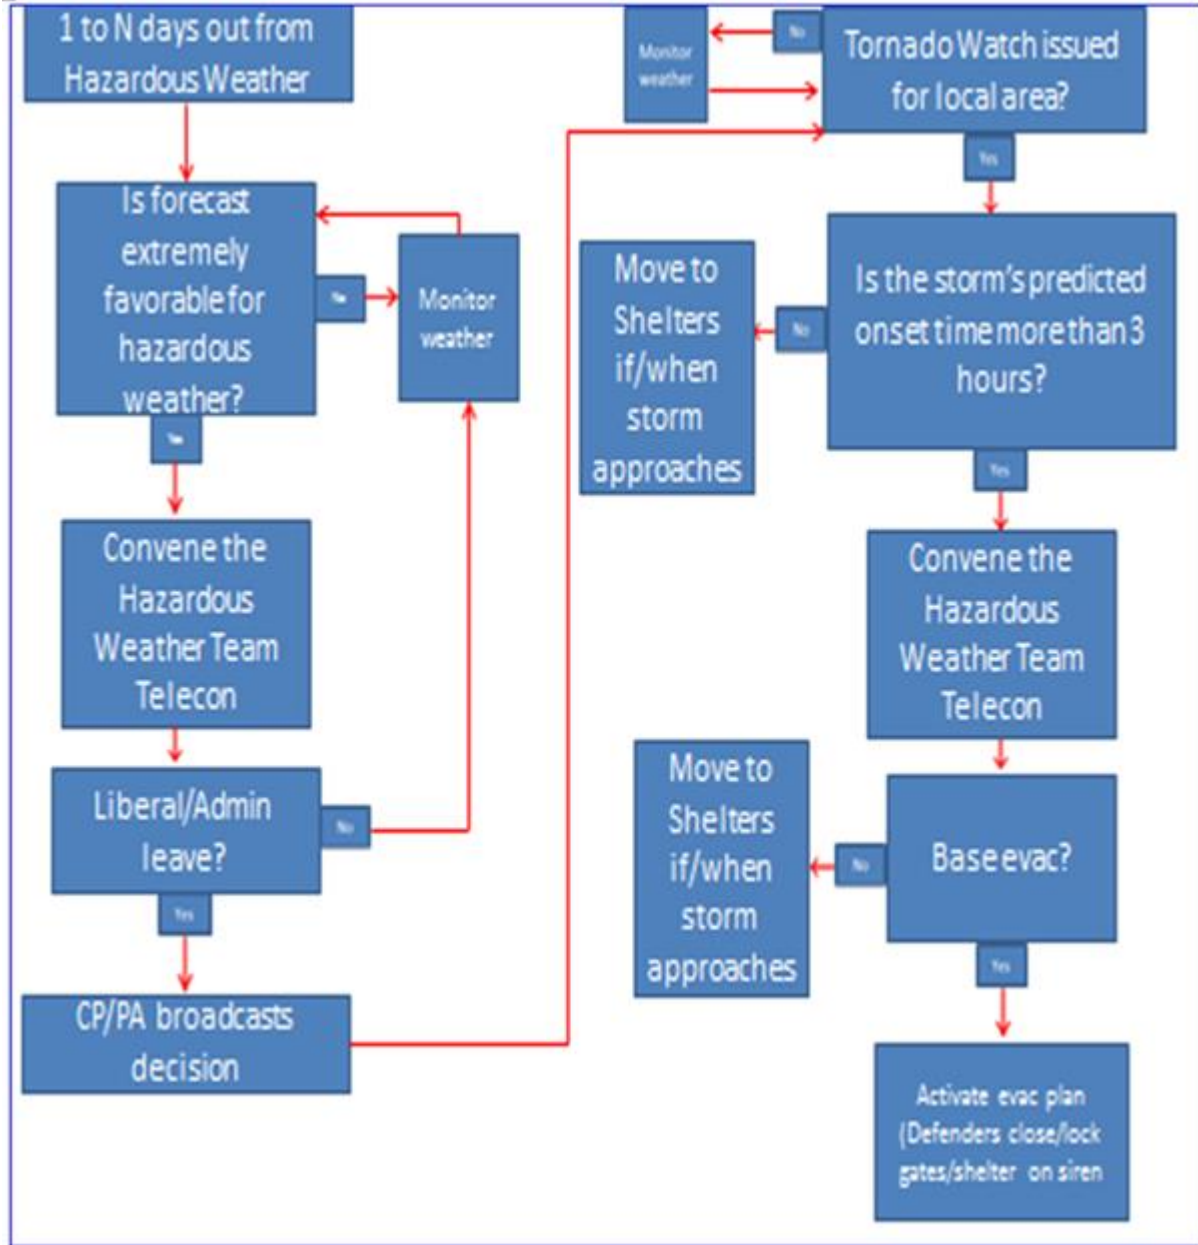 1 to N days out from
Hazardous Weather
Is forecast
extremely
favorable for
hazardous
weather?
Yes
Monitor
weather
Yes
Convene the
Hazardous
Weather Team
Telecon
Liberal/Admin
leave?
No
Yes
CP/PA broadcasts
decision
Monitor
weather
No
Tornado Watch issued
for local area?
Yes
Is the storm's predicted
onset time more than 3
hours?
No
Move to
Shelters
if/when
storm
approaches
Yes
Convene the
Hazardous
Weather Team
Telecon
Base evac?
No
Move to
Shelters
if/when
storm
approaches
Yes
Activate evac plan
(Defenders close/lock
gates/shelter on siren